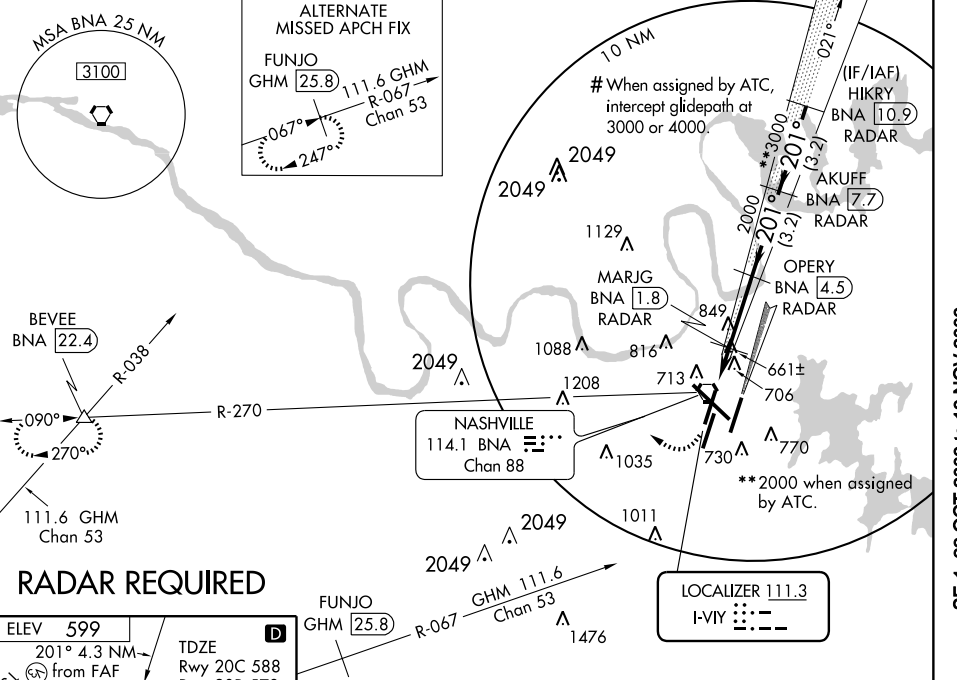 MSA BNA 25 NM
3100
ALTERNATE
MISSED APCH FIX
FUNJO
GHM 25.8
111.6 GHM
R-067
Chan 53
067°
247°
10 NM
# When assigned by ATC,
intercept glidepath at
3000 or 4000.
021°
(IF/IAF)
HIKRY
BNA 10.9
RADAR
**3000
201°
(3.2)
AKUFF
BNA 7.7
RADAR
2000
201°
(3.2)
2049
2049
1129
MARJG
BNA 1.8
RADAR
OPERY
BNA 4.5
RADAR
849
BEVEE
BNA 22.4
R-038
1088
816
2049
661±
713
706
1208
090°
R-270
270°
NASHVILLE
114.1 BNA
Chan 88
1035
730
770
**2000 when assigned
by ATC.
111.6 GHM
Chan 53
1011
2049
2049
RADAR REQUIRED
LOCALIZER 111.3
I-VIY
FUNJO
GHM 25.8
R-067
GHM 111.6
Chan 53
1476
ELEV 599
D
201° 4.3 NM
from FAF
TDZE
Rwy 20C 588